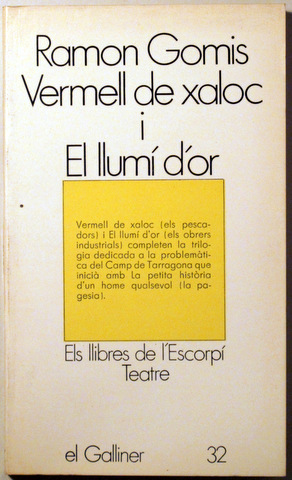 Ramon Gomis
Vermell de xaloc
i
El llumí d'or
Vermell de xaloc (els pesca-
dors) i El llumí d'or (els obrers
industrials) completen la trilo-
gia dedicada a la problemàti-
ca del Camp de Tarragona que
inicià amb La petita història
d'un home qualsevol (la pa-
gesia).
Els llibres de l'Escorpí
Teatre
el Galliner 32